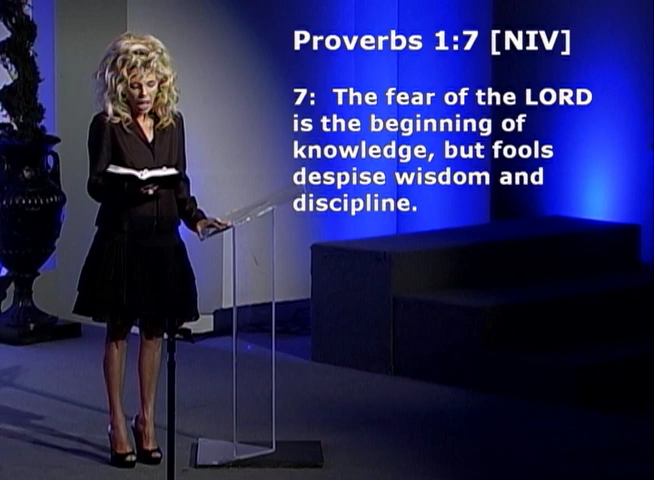 Proverbs 1:7 [NIV]
7: The fear of the LORD
is the beginning of
knowledge, but fools
despise wisdom and
discipline.